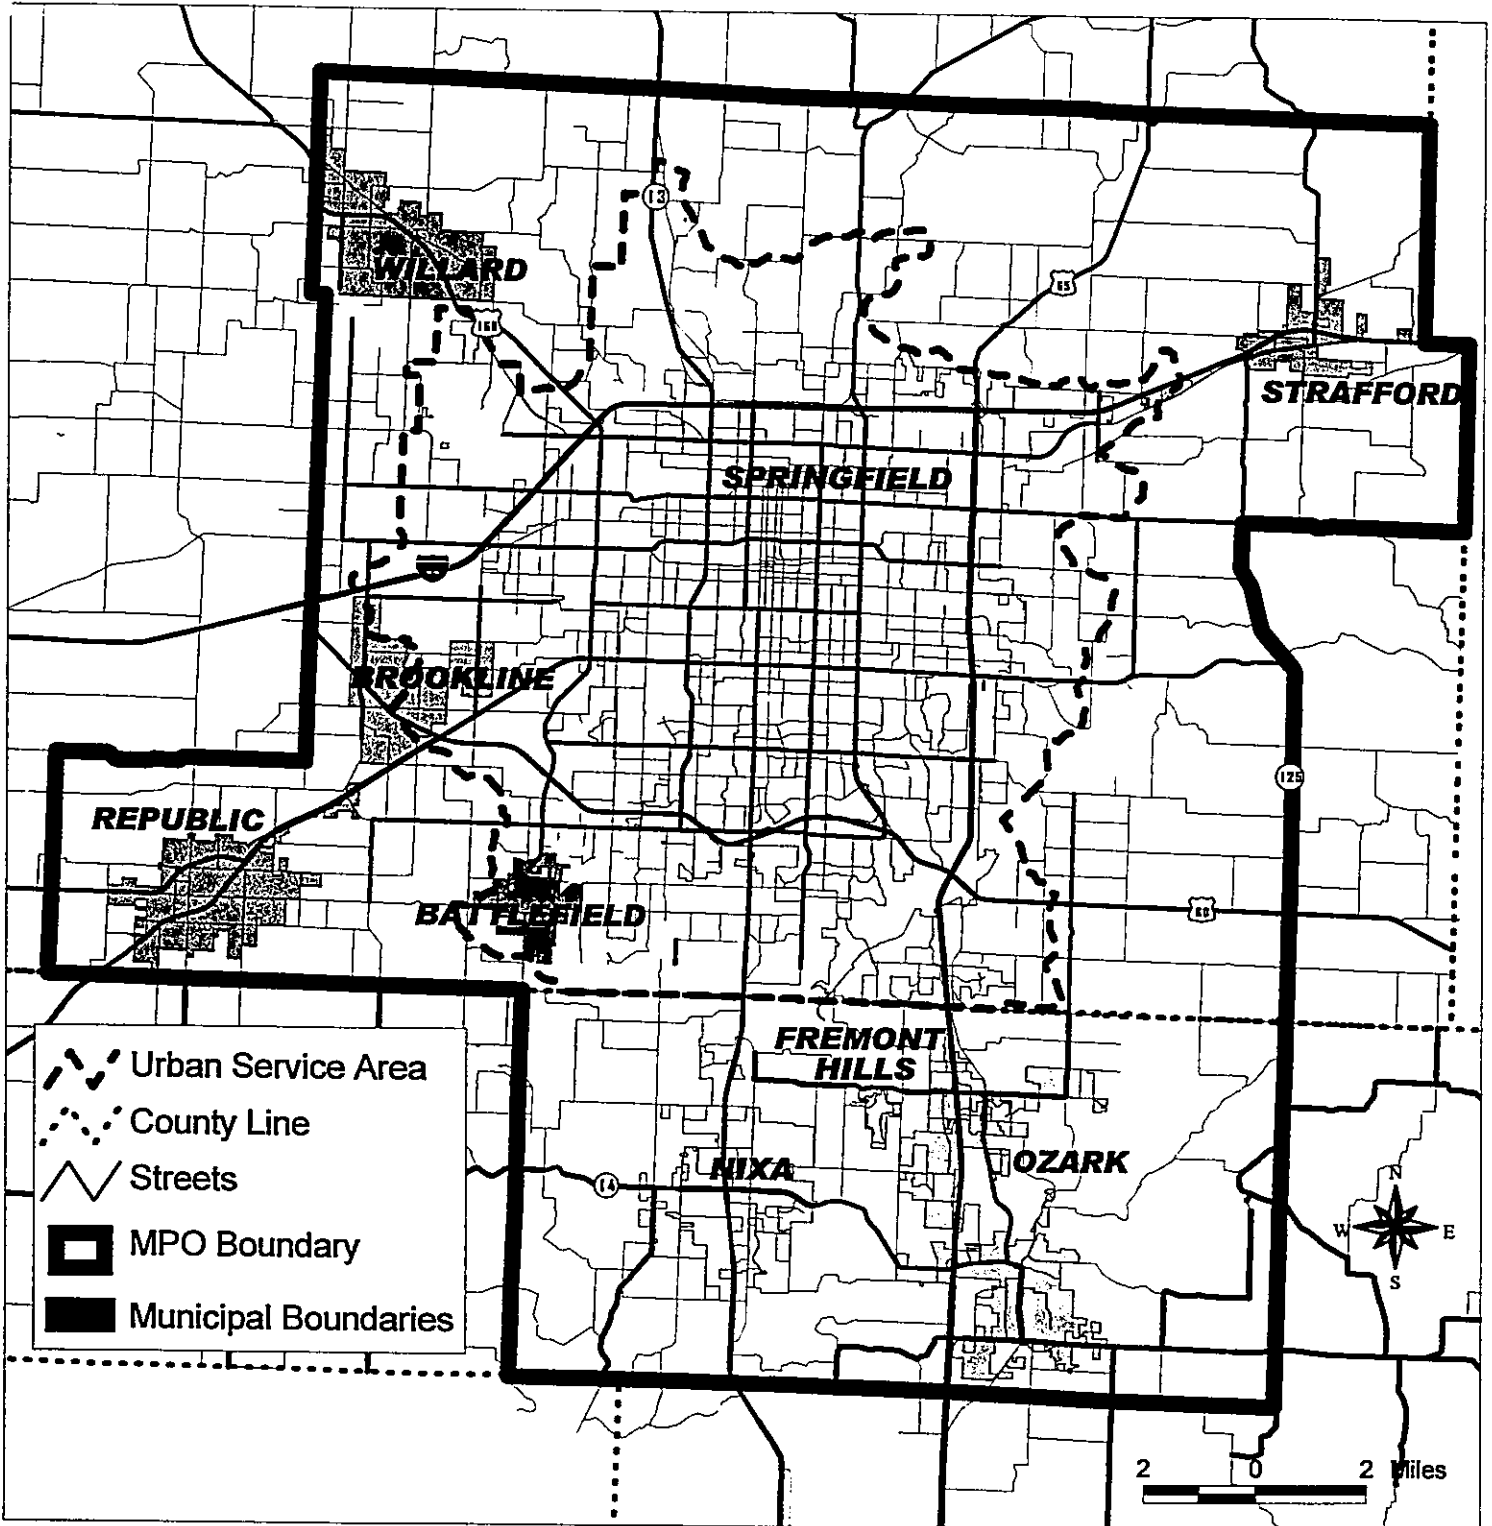 13
WILLARD
160
65
STRAFFORD
SPRINGFIELD
BROOKLINE
125
REPUBLIC
BATTLEFIELD
60
FREMONT
HILLS
Urban Service Area
County Line
Streets
MPO Boundary
Municipal Boundaries
NIXA
OZARK
14
N
W E
S
2 0 2 Miles